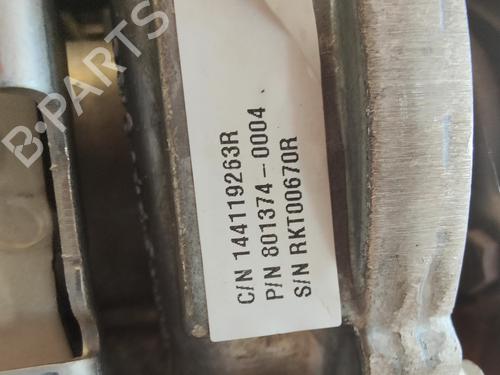 B-PARTS
C/N 144119263R
P/N 801374-0004
S/N RKT00670R